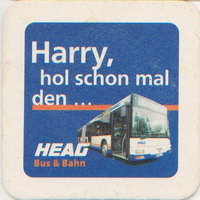 Harry,
hol schon mal
den ...
HEAG
Bus & Bahn